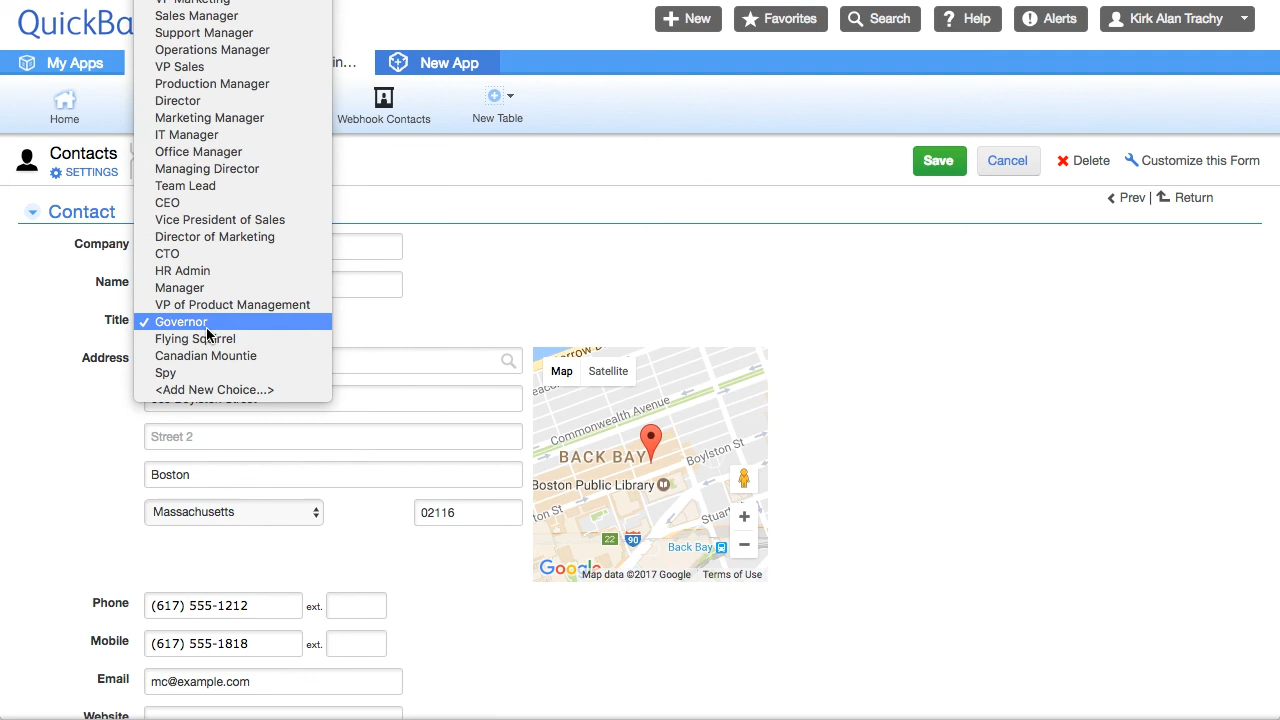 QuickBa
New
Favorites
Search
Help
Alerts
Kirk Alan Trachy
My Apps
in...
New App
Home
Webhook Contacts
New Table
Contacts
SETTINGS
Save
Cancel
Delete
Customize this Form
Prev | Return
Contact
VP Marketing
Sales Manager
Support Manager
Operations Manager
VP Sales
Production Manager
Director
Marketing Manager
IT Manager
Office Manager
Managing Director
Team Lead
CEO
Vice President of Sales
Director of Marketing
CTO
HR Admin
Manager
VP of Product Management
Governor
Flying Squirrel
Canadian Mountie
Spy
<Add New Choice...>
Company
Name
Title
Address
Street 2
Boston
Massachusetts
02116
Map
Satellite
Commonwealth Avenue
BACK BAY
Boylston St
Boston Public Library
22
90
Back Bay
Google
Map data ©2017 Google
Terms of Use
Phone
(617) 555-1212
ext.
Mobile
(617) 555-1818
ext.
Email
mc@example.com
Website